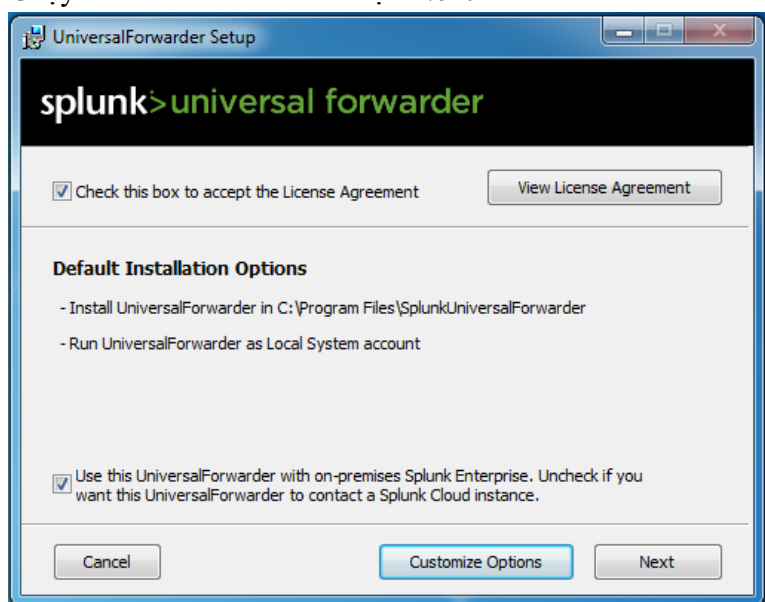 UniversalForwarder Setup
splunk>universal forwarder
Check this box to accept the License Agreement
View License Agreement
Default Installation Options
- Install UniversalForwarder in C:\Program Files\SplunkUniversalForwarder
- Run UniversalForwarder as Local System account
Use this UniversalForwarder with on-premises Splunk Enterprise. Uncheck if you
want this UniversalForwarder to contact a Splunk Cloud instance.
Cancel
Customize Options
Next